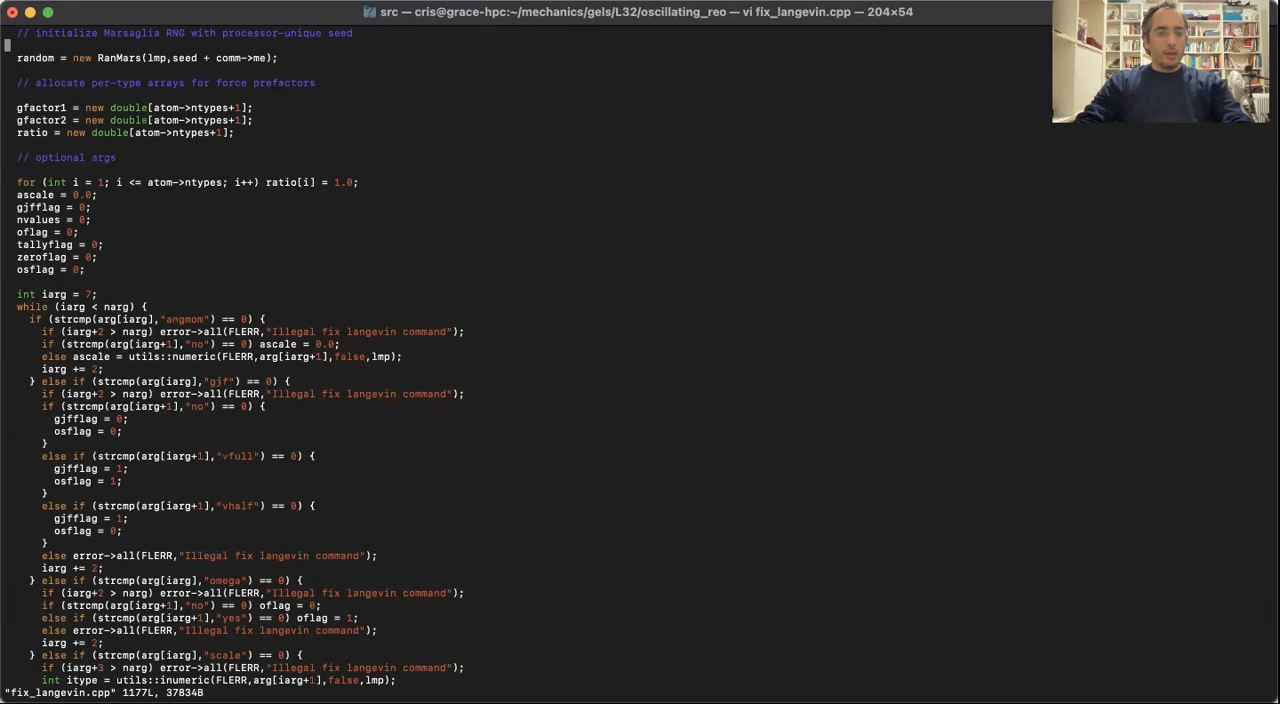 src — cris@grace-hpc:~/mechanics/gels/L32/oscillating_reo — vi fix_langevin.cpp — 204×54
// initialize Marsaglia RNG with processor-unique seed
random = new RanMars(lmp,seed + comm->me);
// allocate per-type arrays for force prefactors
gfactor1 = new double[atom->ntypes+1];
gfactor2 = new double[atom->ntypes+1];
ratio = new double[atom->ntypes+1];
// optional args
for (int i = 1; i <= atom->ntypes; i++) ratio[i] = 1.0;
ascale = 0.0;
gjfflag = 0;
nvalues = 0;
oflag = 0;
tallyflag = 0;
zeroflag = 0;
osflag = 0;
int iarg = 7;
while (iarg < narg) {
if (strcmp(arg[iarg],"angmom") == 0) {
if (iarg+2 > narg) error->all(FLERR,"Illegal fix langevin command");
if (strcmp(arg[iarg+1],"no") == 0) ascale = 0.0;
else ascale = utils::numeric(FLERR,arg[iarg+1],false,lmp);
iarg += 2;
} else if (strcmp(arg[iarg],"gjf") == 0) {
if (iarg+2 > narg) error->all(FLERR,"Illegal fix langevin command");
if (strcmp(arg[iarg+1],"no") == 0) {
gjfflag = 0;
osflag = 0;
}
else if (strcmp(arg[iarg+1],"vfull") == 0) {
gjfflag = 1;
osflag = 1;
}
else if (strcmp(arg[iarg+1],"vhalf") == 0) {
gjfflag = 1;
osflag = 0;
}
else error->all(FLERR,"Illegal fix langevin command");
iarg += 2;
} else if (strcmp(arg[iarg],"omega") == 0) {
if (iarg+2 > narg) error->all(FLERR,"Illegal fix langevin command");
if (strcmp(arg[iarg+1],"no") == 0) oflag = 0;
else if (strcmp(arg[iarg+1],"yes") == 0) oflag = 1;
else error->all(FLERR,"Illegal fix langevin command");
iarg += 2;
} else if (strcmp(arg[iarg],"scale") == 0) {
if (iarg+3 > narg) error->all(FLERR,"Illegal fix langevin command");
int itype = utils::inumeric(FLERR,arg[iarg+1],false,lmp);
"fix_langevin.cpp" 1177L, 37834B